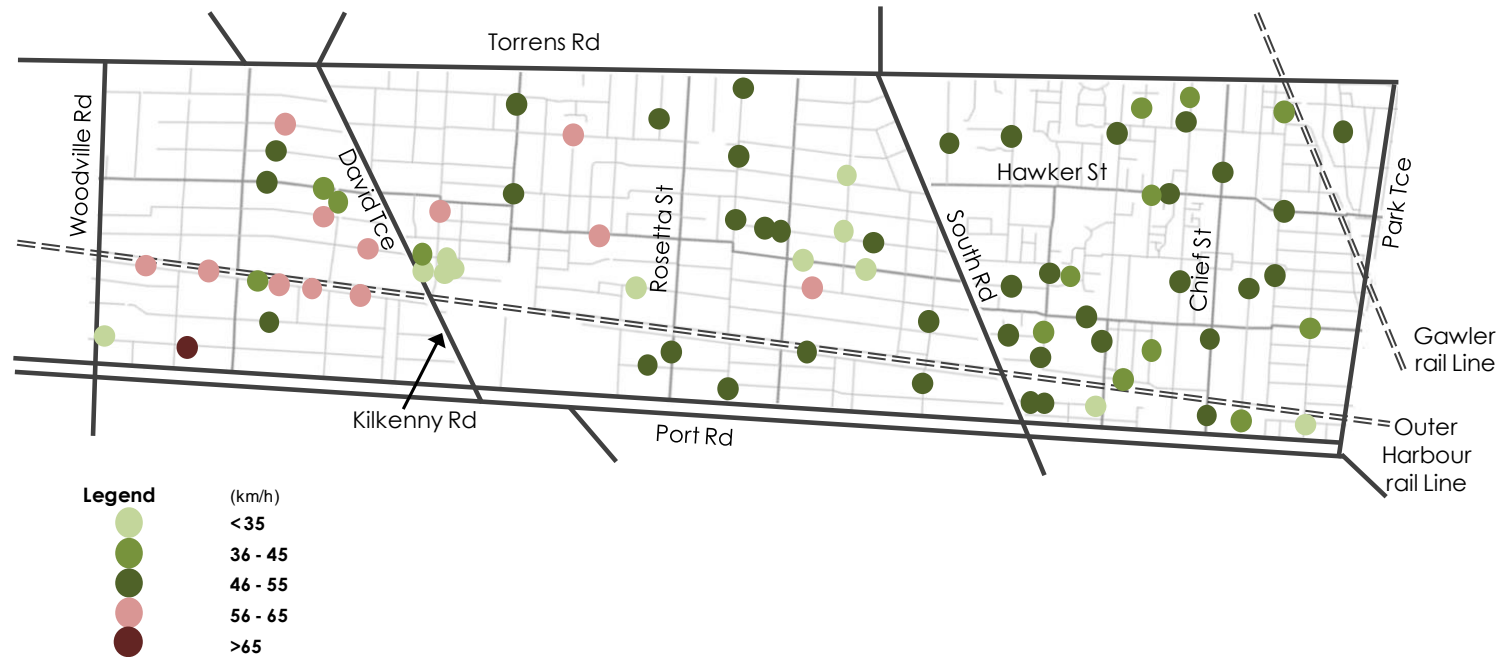 Torrens Rd
Woodville Rd
David Tce
Rosetta St
Hawker St
South Rd
Chief St
Park Tce
Gawler
rail Line
Kilkenny Rd
Port Rd
Outer
Harbour
rail Line
Legend (km/h)
<35
36 - 45
46 - 55
56 - 65
>65